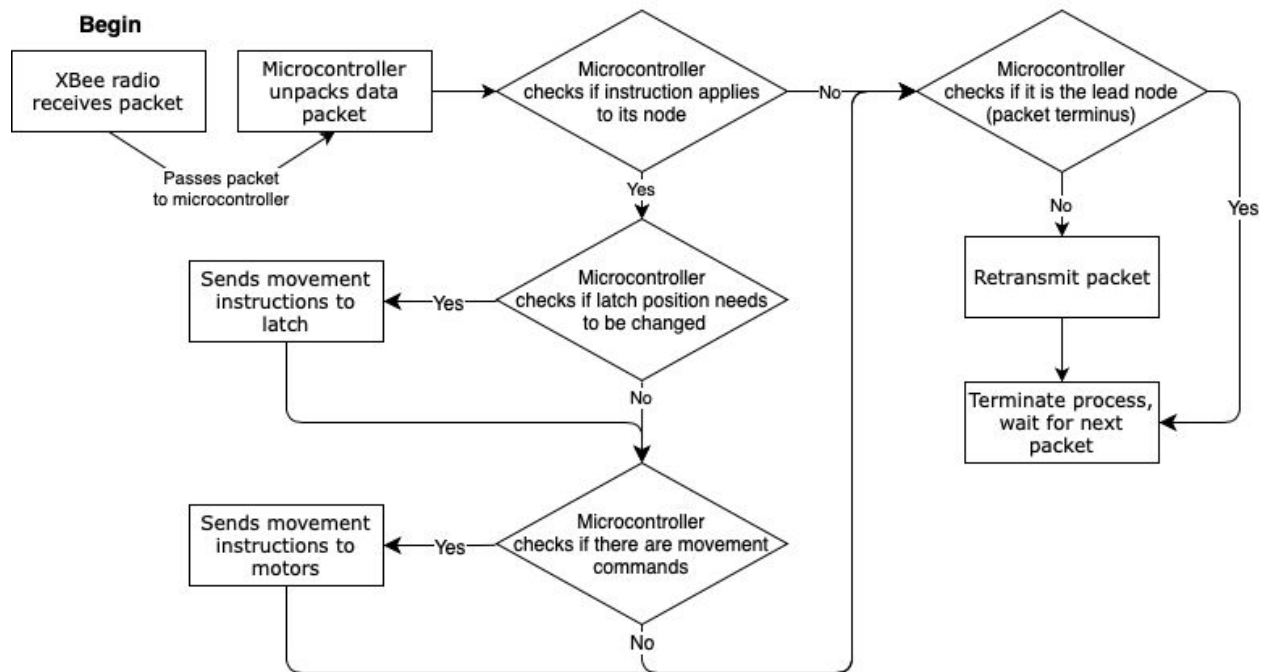 Begin
XBee radio
receives packet
Passes packet
to microcontroller
Microcontroller
unpacks data
packet
Microcontroller
checks if instruction applies
to its node
No
Yes
Microcontroller
checks if latch position needs
to be changed
Yes
Sends movement
instructions to
latch
No
Microcontroller
checks if there are movement
commands
Yes
Sends movement
instructions to
motors
No
Microcontroller
checks if it is the lead node
(packet terminus)
No
Yes
Retransmit packet
Terminate process,
wait for next
packet